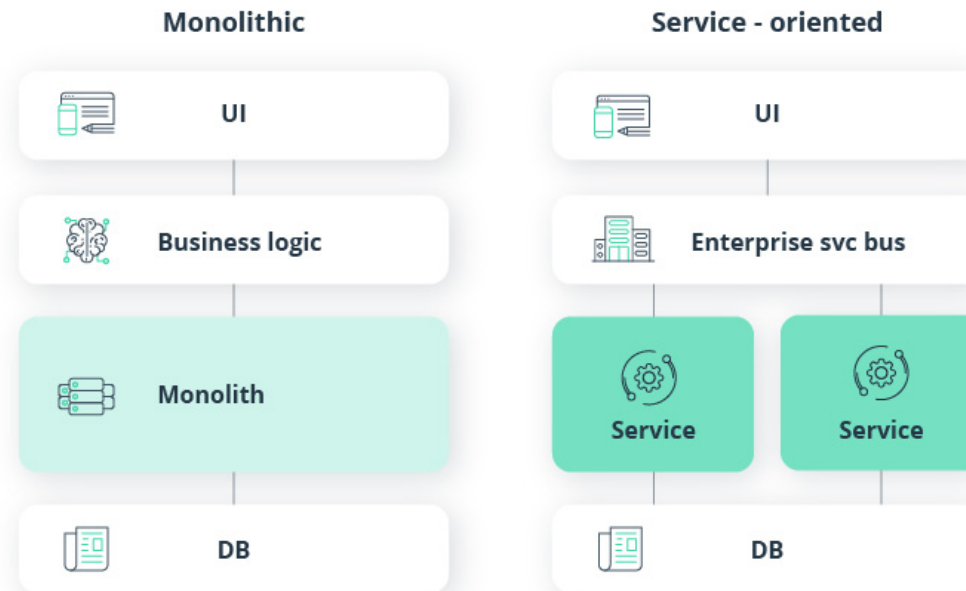 Monolithic
UI
Business logic
Monolith
DB
Service - oriented
UI
Enterprise svc bus
Service
Service
DB